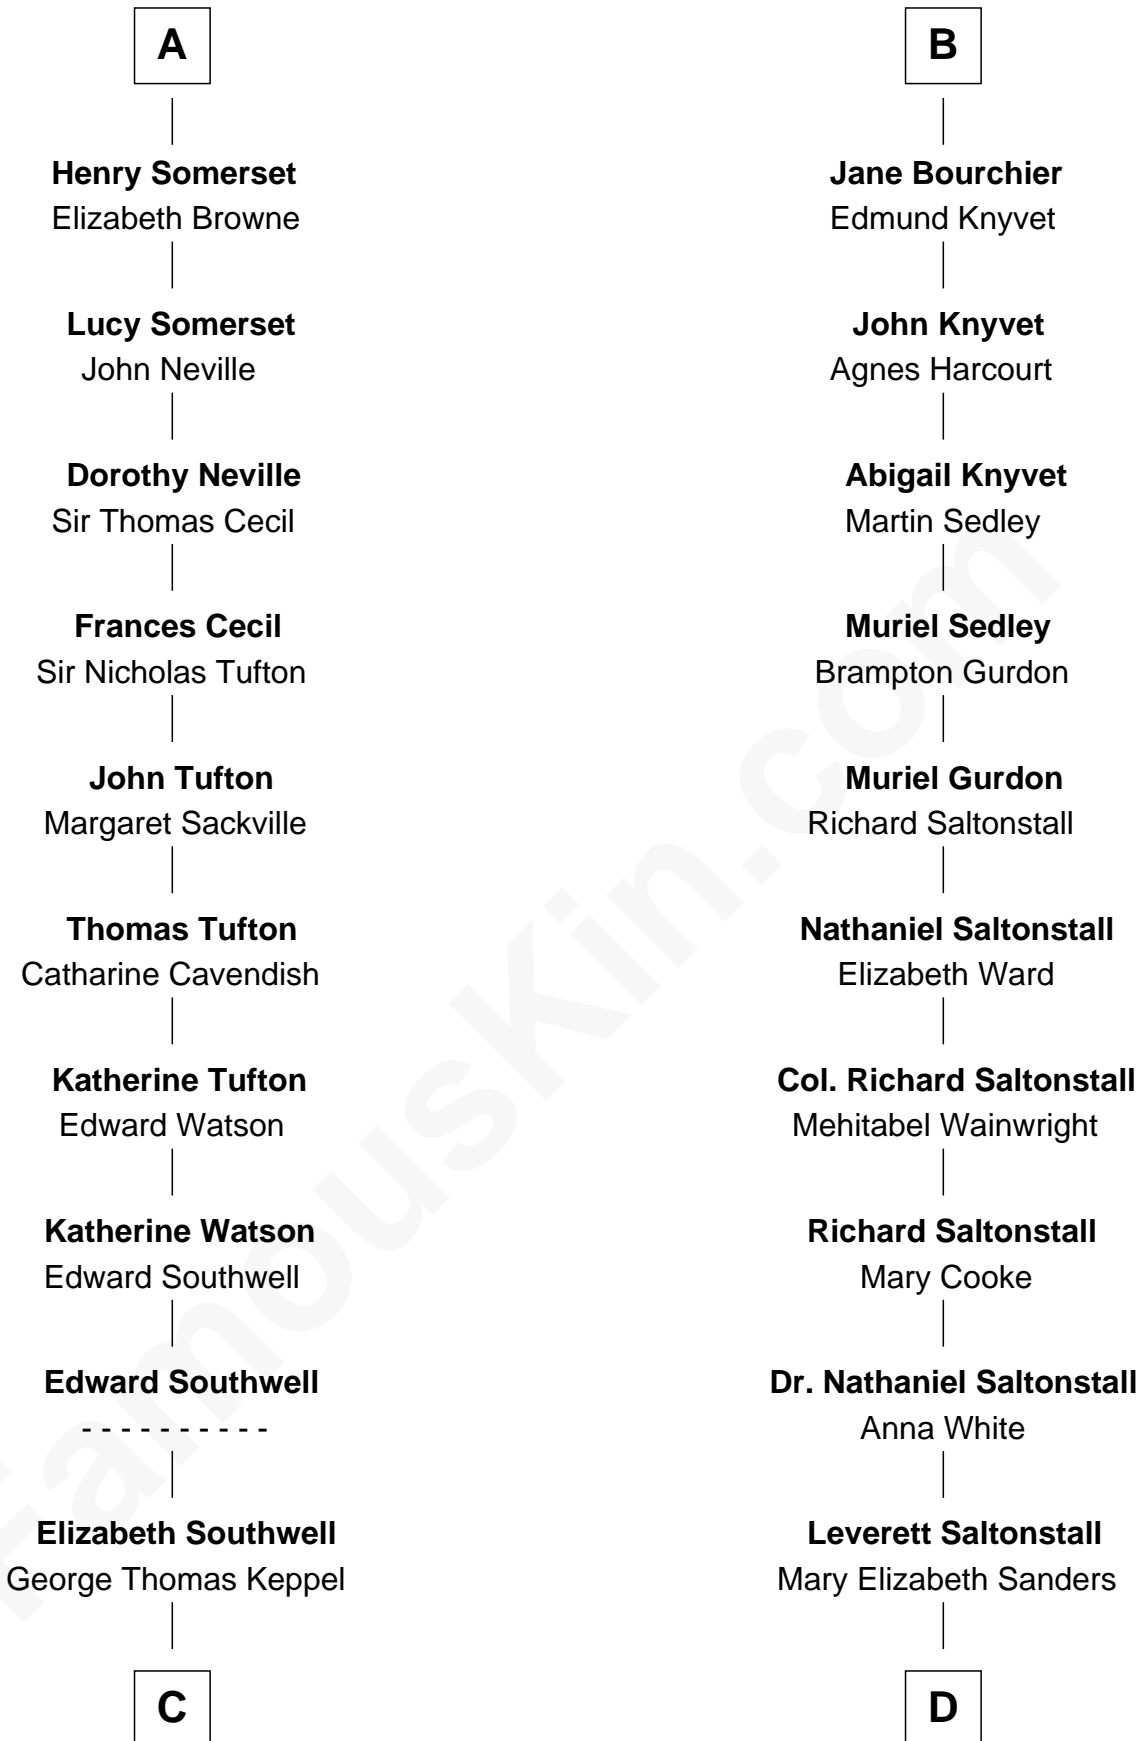 A
Henry Somerset
Elizabeth Browne
Lucy Somerset
John Neville
Dorothy Neville
Sir Thomas Cecil
Frances Cecil
Sir Nicholas Tufton
John Tufton
Margaret Sackville
Thomas Tufton
Catharine Cavendish
Katherine Tufton
Edward Watson
Katherine Watson
Edward Southwell
Edward Southwell
- - - - - - - - - -
Elizabeth Southwell
George Thomas Keppel
C
B
Jane Bourchier
Edmund Knyvet
John Knyvet
Agnes Harcourt
Abigail Knyvet
Martin Sedley
Muriel Sedley
Brampton Gurdon
Muriel Gurdon
Richard Saltonstall
Nathaniel Saltonstall
Elizabeth Ward
Col. Richard Saltonstall
Mehitabel Wainwright
Richard Saltonstall
Mary Cooke
Dr. Nathaniel Saltonstall
Anna White
Leverett Saltonstall
Mary Elizabeth Sanders
D
FamousKin.com